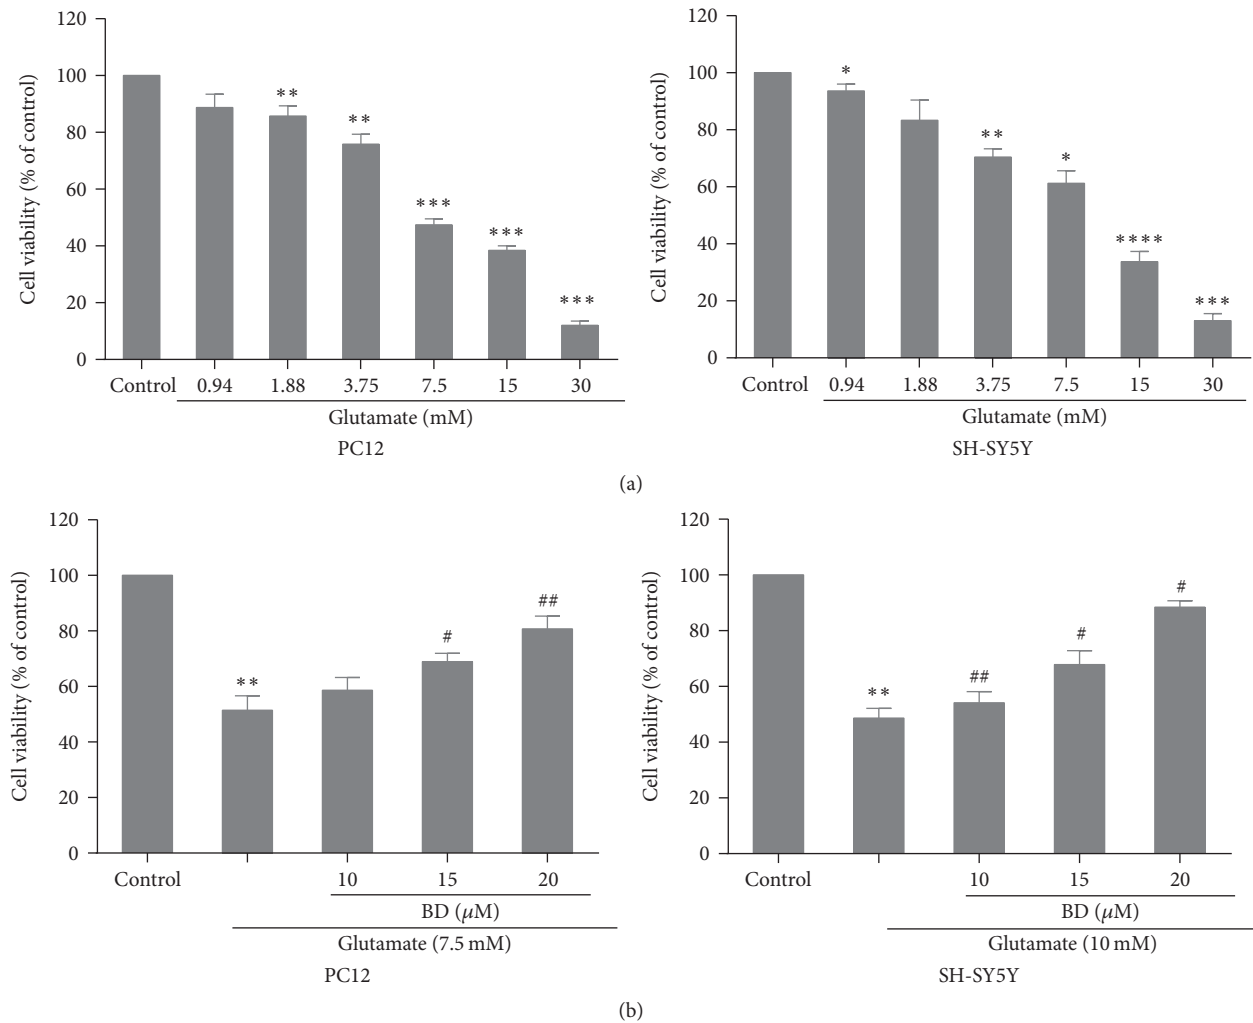 Cell viability (% of control)
120
100
80
60
40
20
0
**
**
***
***
***
Control 0.94 1.88 3.75 7.5 15 30
Glutamate (mM)
PC12
Cell viability (% of control)
120
100
80
60
40
20
0
*
**
*
****
***
Control 0.94 1.88 3.75 7.5 15 30
Glutamate (mM)
SH-SY5Y
(a)
Cell viability (% of control)
120
100
80
60
40
20
0
**
#
##
Control 10 15 20
BD (μM)
Glutamate (7.5 mM)
PC12
Cell viability (% of control)
120
100
80
60
40
20
0
**
##
#
#
Control 10 15 20
BD (μM)
Glutamate (10 mM)
SH-SY5Y
(b)